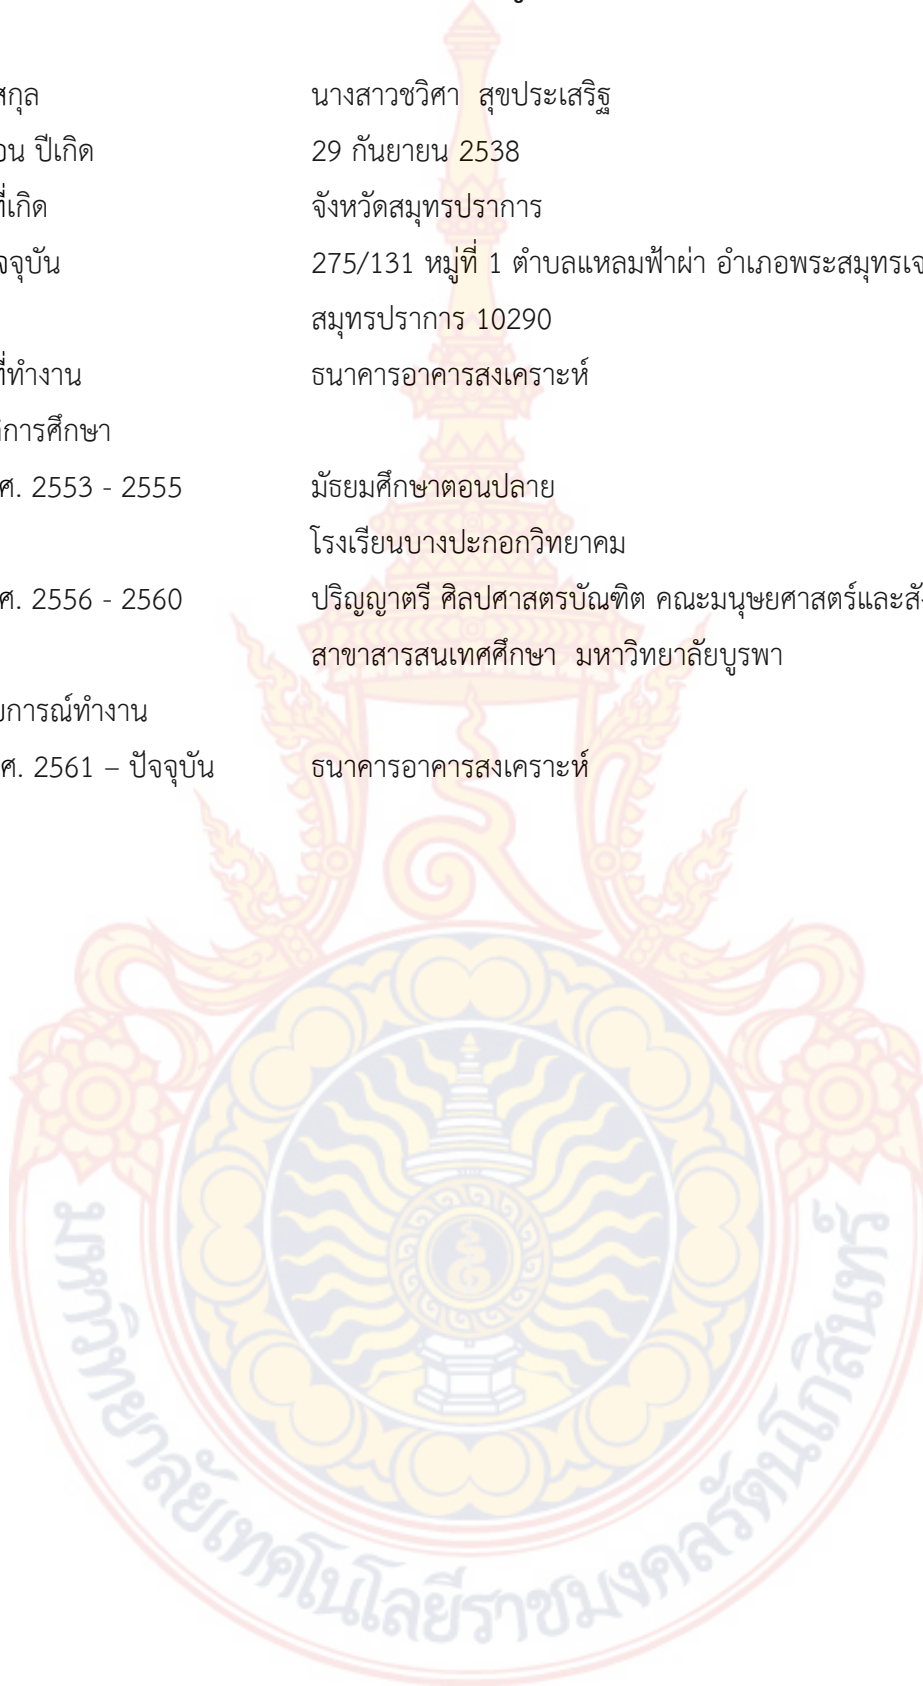 สกุล นางสาวชวิศา สุขประเสริฐ
อน ปีเกิด 29 กันยายน 2538
ที่เกิด จังหวัดสมุทรปราการ
จจุบัน 275/131 หมู่ที่ 1 ตำบลแหลมฟ้าผ่า อำเภอพระสมุทรเจ
สมุทรปราการ 10290
ที่ทำงาน ธนาคารอาคารสงเคราะห์
ติการศึกษา
ศ. 2553 - 2555 มัธยมศึกษาตอนปลาย
โรงเรียนบางปะกอกวิทยาคม
ศ. 2556 - 2560 ปริญญาตรี ศิลปศาสตรบัณฑิต คณะมนุษยศาสตร์และสัง
สาขาสารสนเทศศึกษา มหาวิทยาลัยบูรพา
บการณ์ทำงาน
ศ. 2561 – ปัจจุบัน ธนาคารอาคารสงเคราะห์
มหาวิทยาลัยเทคโนโลยีราชมงคลรัตนโกสินทร์